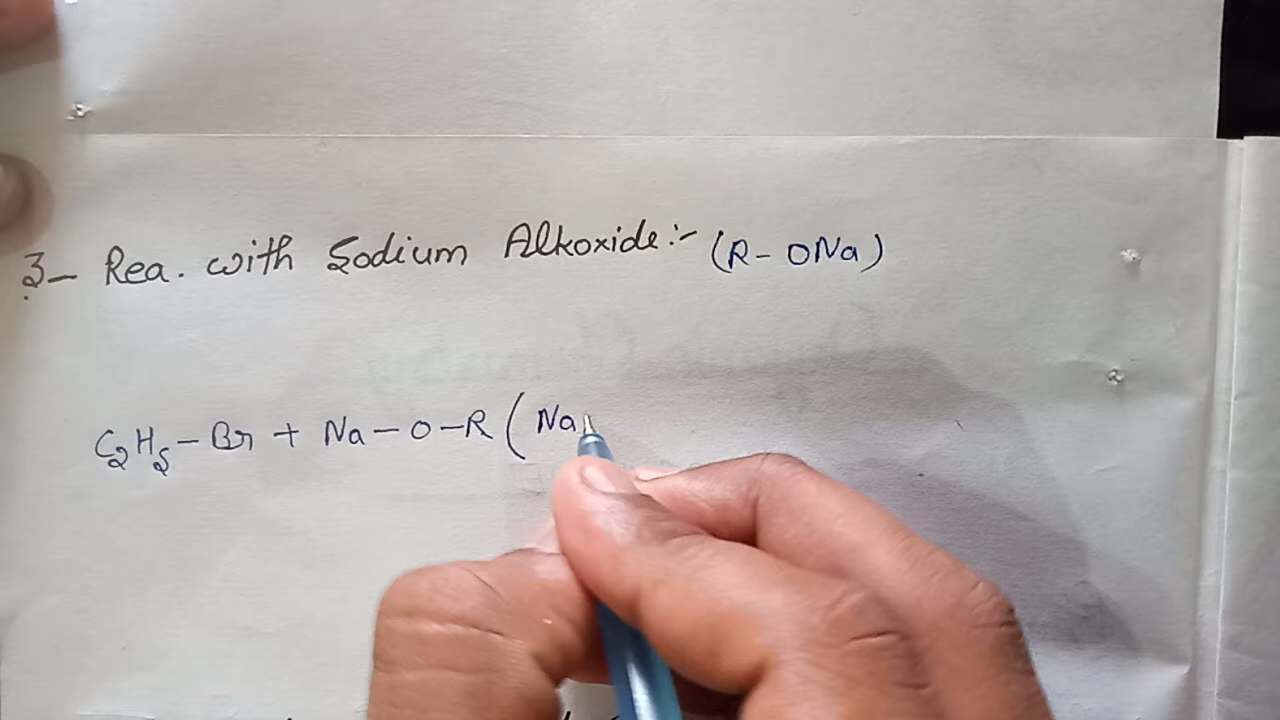 3- Rea. with Sodium Alkoxide:- (R- ONa)
C₂H₅ - Br + Na - O - R ( Na